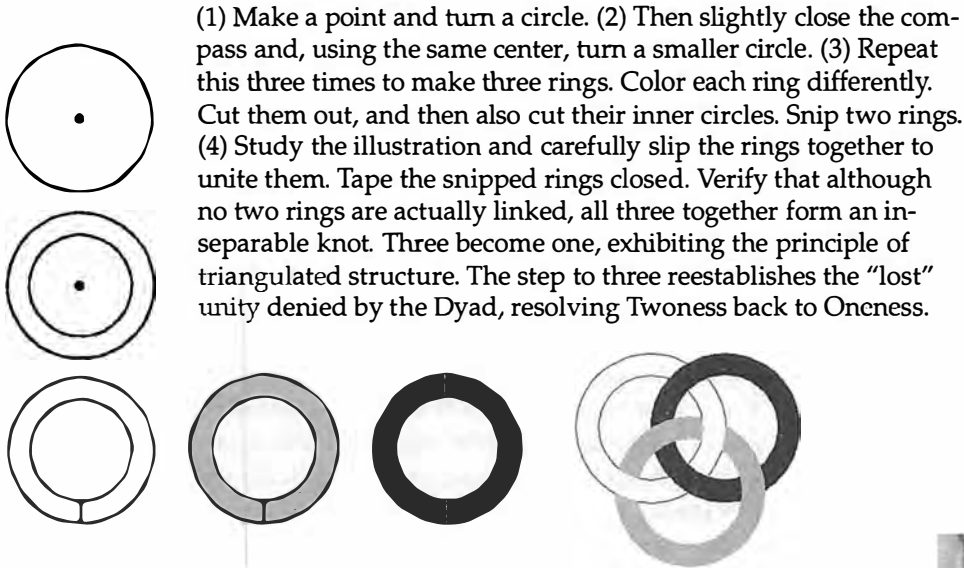 (1) Make a point and turn a circle. (2) Then slightly close the com-
pass and, using the same center, turn a smaller circle. (3) Repeat
this three times to make three rings. Color each ring differently.
Cut them out, and then also cut their inner circles. Snip two rings.
(4) Study the illustration and carefully slip the rings together to
unite them. Tape the snipped rings closed. Verify that although
no two rings are actually linked, all three together form an in-
separable knot. Three become one, exhibiting the principle of
triangulated structure. The step to three reestablishes the “lost”
unity denied by the Dyad, resolving Twoness back to Oneness.